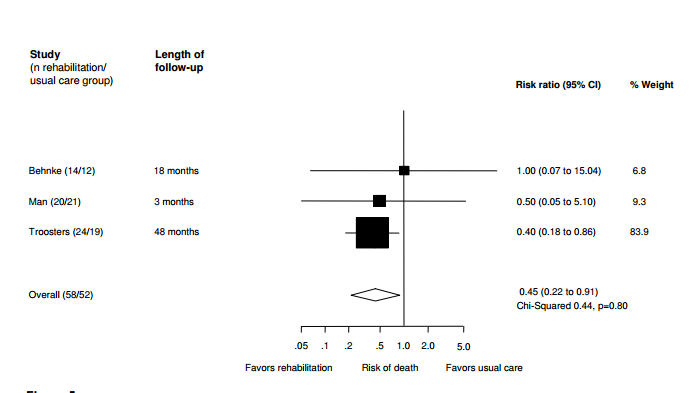 Study
(n rehabilitation/
usual care group)
Length of
follow-up
Risk ratio (95% CI)
% Weight
Behnke (14/12)
18 months
1.00 (0.07 to 15.04)
6.8
Man (20/21)
3 months
0.50 (0.05 to 5.10)
9.3
Troosters (24/19)
48 months
0.40 (0.18 to 0.86)
83.9
Overall (58/52)
0.45 (0.22 to 0.91)
Chi-Squared 0.44, p=0.80
.05 .1 .2 .5 1.0 2.0 5.0
Favors rehabilitation
Risk of death
Favors usual care